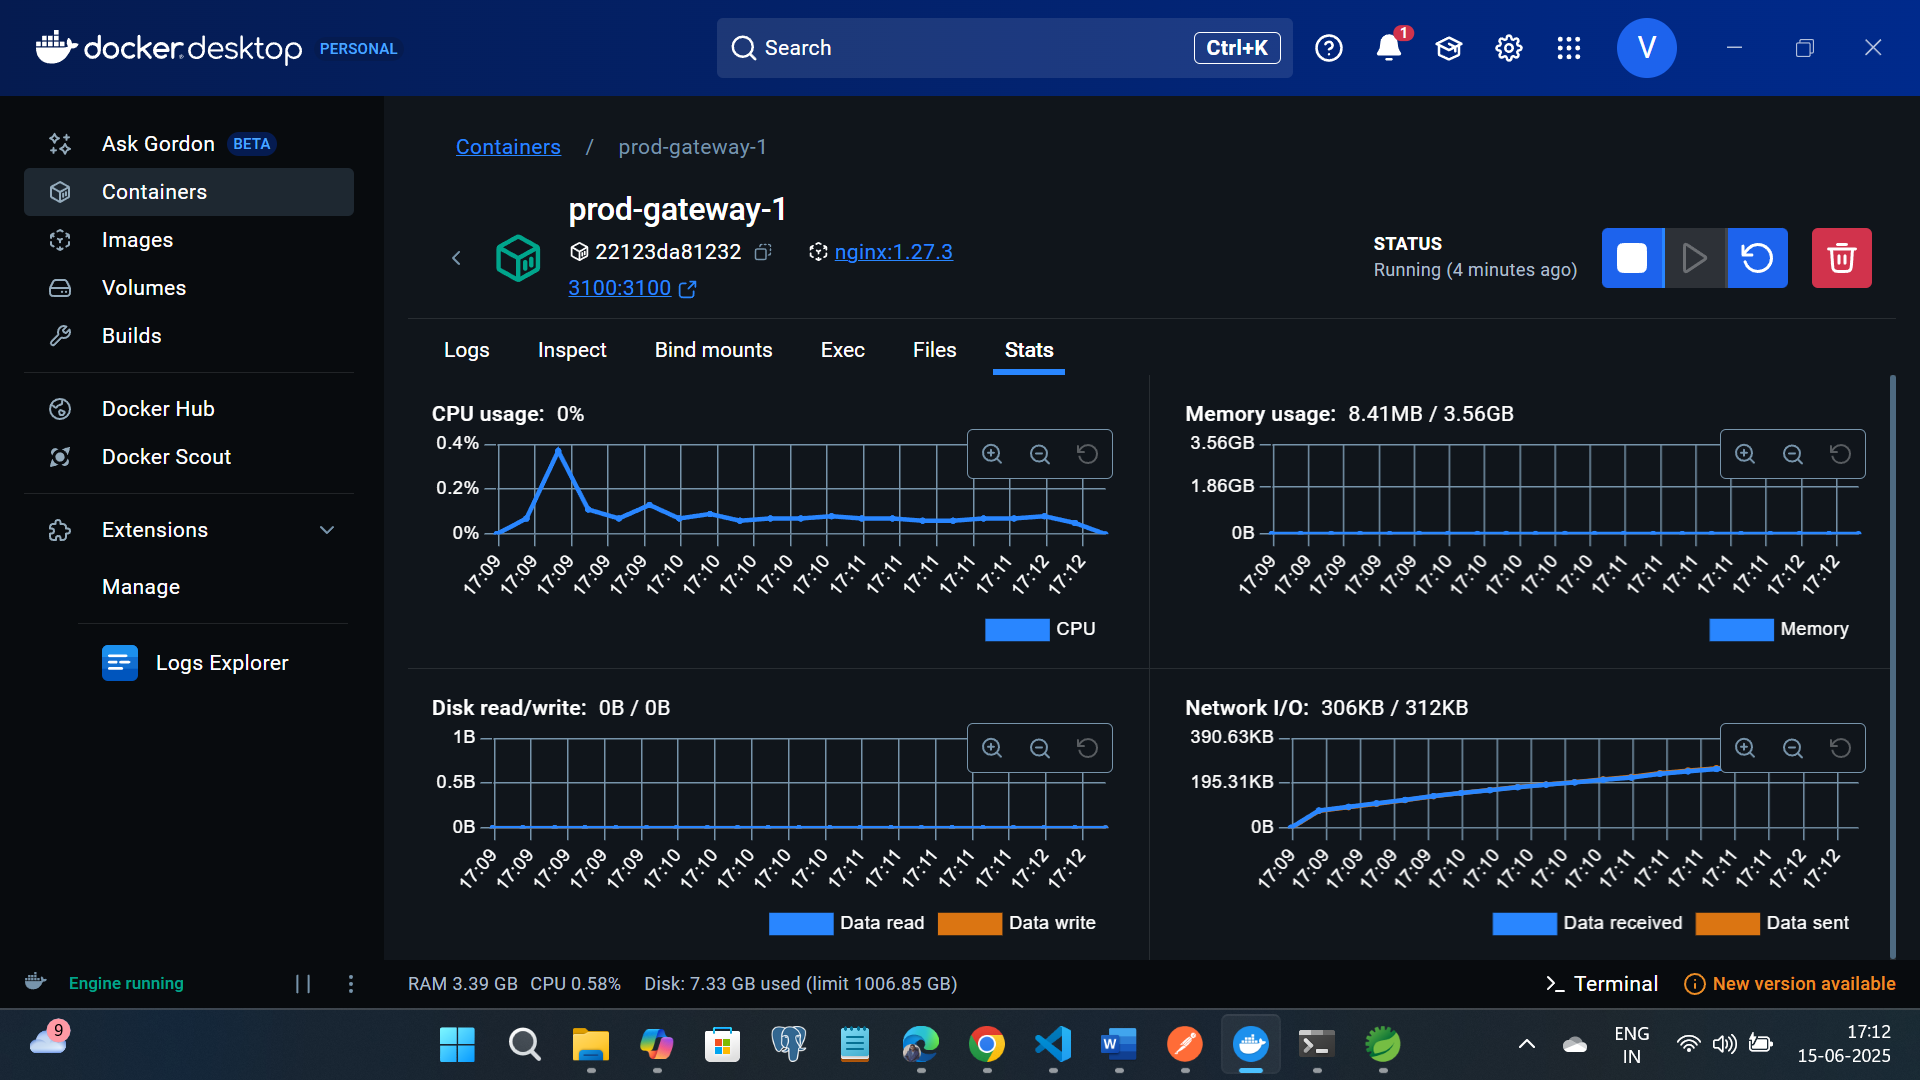 docker desktop PERSONAL
Search Ctrl+K
1
V
Ask Gordon BETA
Containers
Images
Volumes
Builds
Docker Hub
Docker Scout
Extensions
Manage
Logs Explorer
Containers / prod-gateway-1
prod-gateway-1
22123da81232 nginx:1.27.3
3100:3100
STATUS
Running (4 minutes ago)
Logs Inspect Bind mounts Exec Files Stats
CPU usage: 0%
0.4%
0.2%
0%
17:09 17:09 17:09 17:09 17:09 17:10 17:10 17:10 17:10 17:10 17:11 17:11 17:11 17:11 17:11 17:12 17:12
CPU
Memory usage: 8.41MB / 3.56GB
3.56GB
1.86GB
0B
17:09 17:09 17:09 17:09 17:09 17:10 17:10 17:10 17:10 17:10 17:11 17:11 17:11 17:11 17:11 17:12 17:12
Memory
Disk read/write: 0B / 0B
1B
0.5B
0B
17:09 17:09 17:09 17:09 17:09 17:10 17:10 17:10 17:10 17:10 17:11 17:11 17:11 17:11 17:11 17:12 17:12
Data read Data write
Network I/O: 306KB / 312KB
390.63KB
195.31KB
0B
17:09 17:09 17:09 17:09 17:09 17:10 17:10 17:10 17:10 17:10 17:11 17:11 17:11 17:11 17:11 17:12 17:12
Data received Data sent
Engine running
RAM 3.39 GB CPU 0.58% Disk: 7.33 GB used (limit 1006.85 GB)
Terminal
New version available
9
W
ENG
IN
17:12
15-06-2025